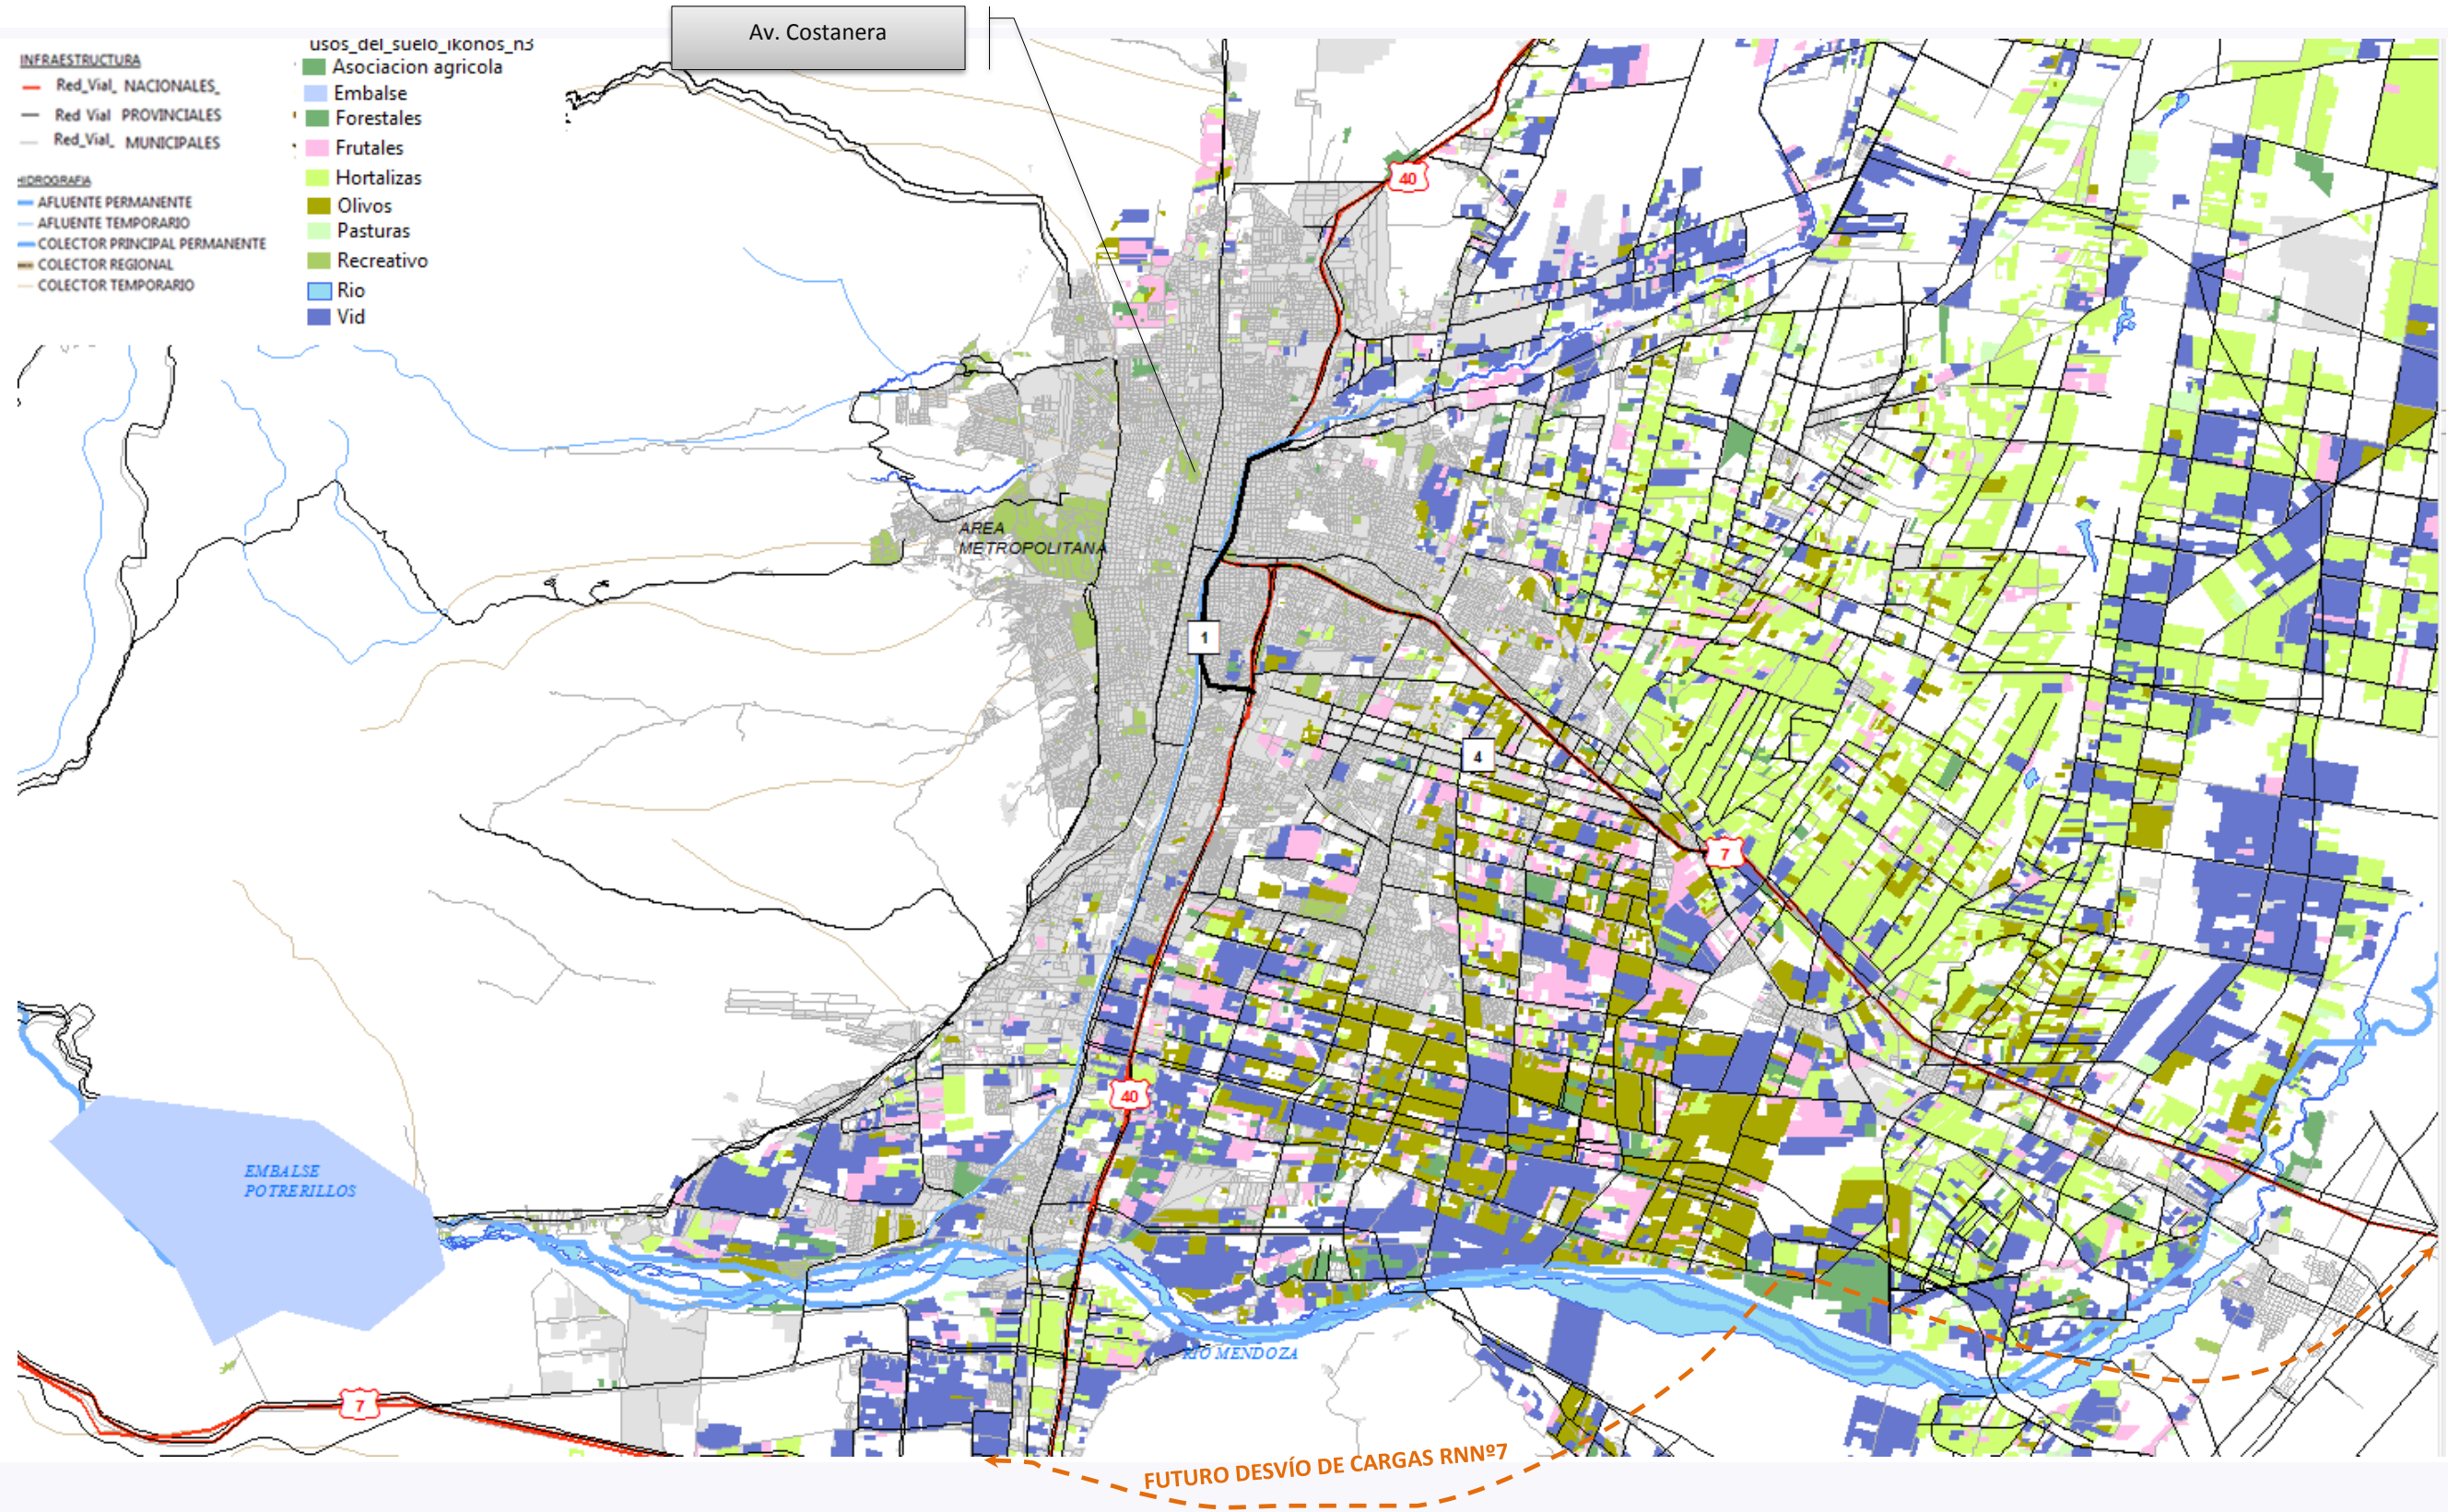 Av. Costanera
INFRAESTRUCTURA
Red_Vial_ NACIONALES_
Red Vial PROVINCIALES
Red_Vial_ MUNICIPALES
HIDROGRAFIA
AFLUENTE PERMANENTE
AFLUENTE TEMPORARIO
COLECTOR PRINCIPAL PERMANENTE
COLECTOR REGIONAL
COLECTOR TEMPORARIO
usos_del_suelo_ikonos_n3
Asociacion agricola
Embalse
Forestales
Frutales
Hortalizas
Olivos
Pasturas
Recreativo
Rio
Vid
40
AREA
METROPOLITANA
1
4
7
40
EMBALSE
POTRERILLOS
RIO MENDOZA
7
FUTURO DESVÍO DE CARGAS RNNº7